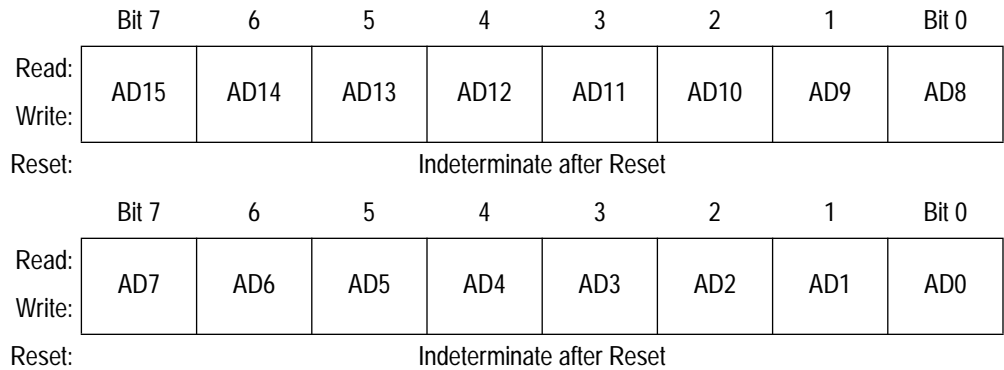 Bit 7 6 5 4 3 2 1 Bit 0
Read:
AD15 AD14 AD13 AD12 AD11 AD10 AD9 AD8
Write:
Reset: Indeterminate after Reset
Bit 7 6 5 4 3 2 1 Bit 0
Read:
AD7 AD6 AD5 AD4 AD3 AD2 AD1 AD0
Write:
Reset: Indeterminate after Reset